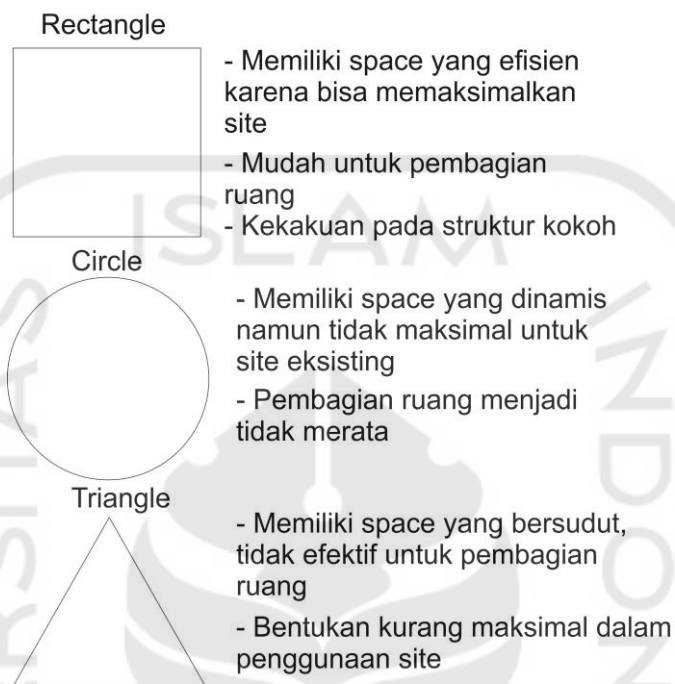 Rectangle
- Memiliki space yang efisien
karena bisa memaksimalkan
site
- Mudah untuk pembagian
ruang
- Kekakuan pada struktur kokoh
Circle
- Memiliki space yang dinamis
namun tidak maksimal untuk
site eksisting
- Pembagian ruang menjadi
tidak merata
Triangle
- Memiliki space yang bersudut,
tidak efektif untuk pembagian
ruang
- Bentukan kurang maksimal dalam
penggunaan site
ISLAM